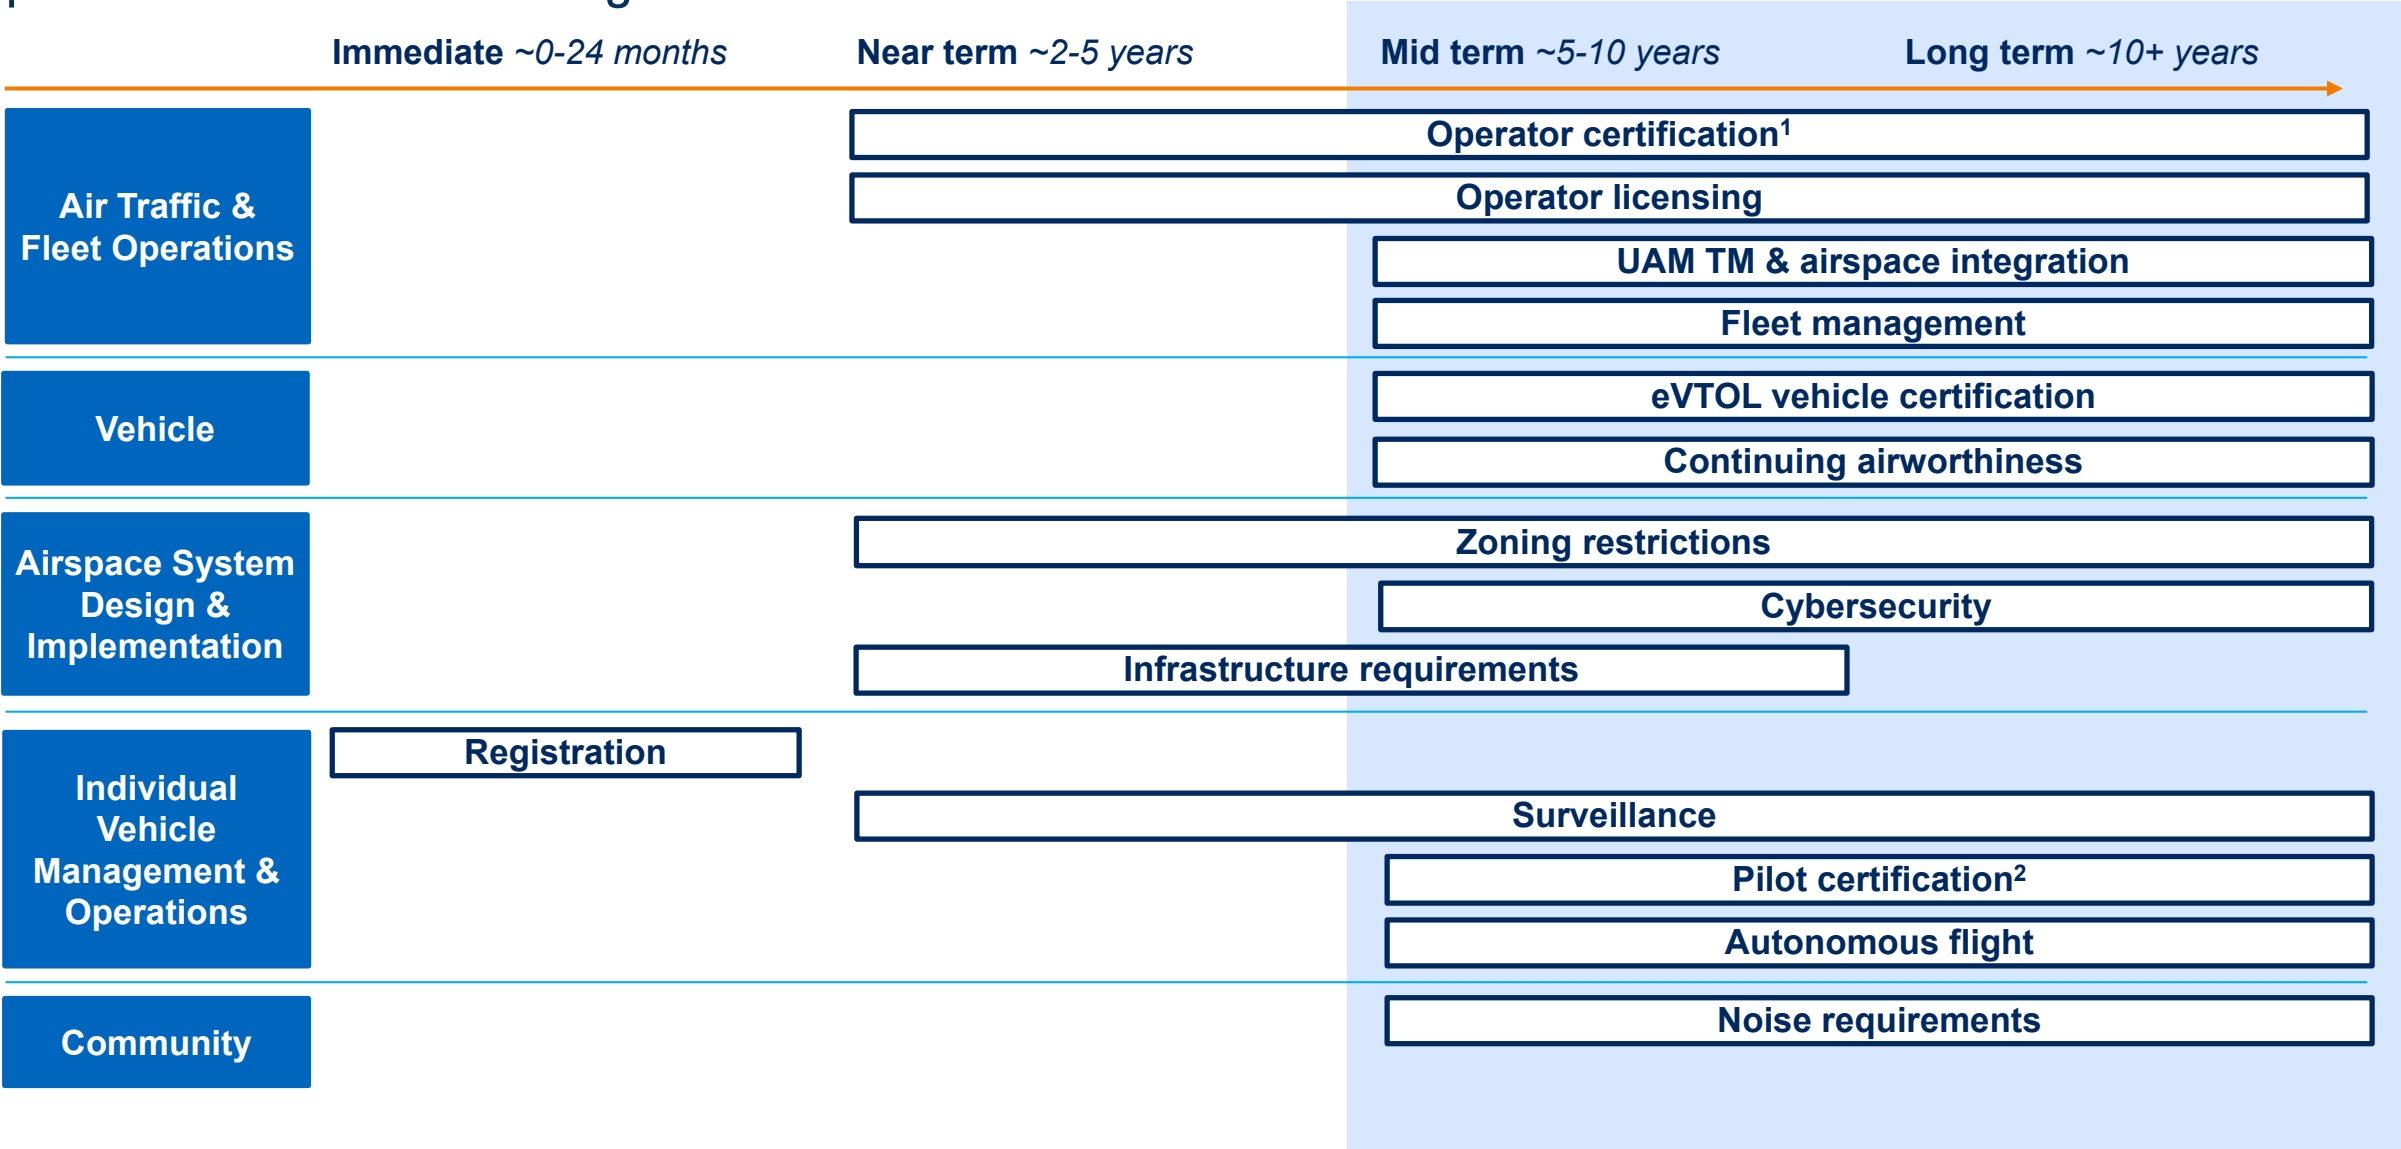 Immediate ~0-24 months
Near term ~2-5 years
Mid term ~5-10 years
Long term ~10+ years
Air Traffic &
Fleet Operations
Operator certification¹
Operator licensing
UAM TM & airspace integration
Fleet management
Vehicle
eVTOL vehicle certification
Continuing airworthiness
Airspace System
Design &
Implementation
Zoning restrictions
Cybersecurity
Infrastructure requirements
Individual
Vehicle
Management &
Operations
Registration
Surveillance
Pilot certification²
Autonomous flight
Community
Noise requirements